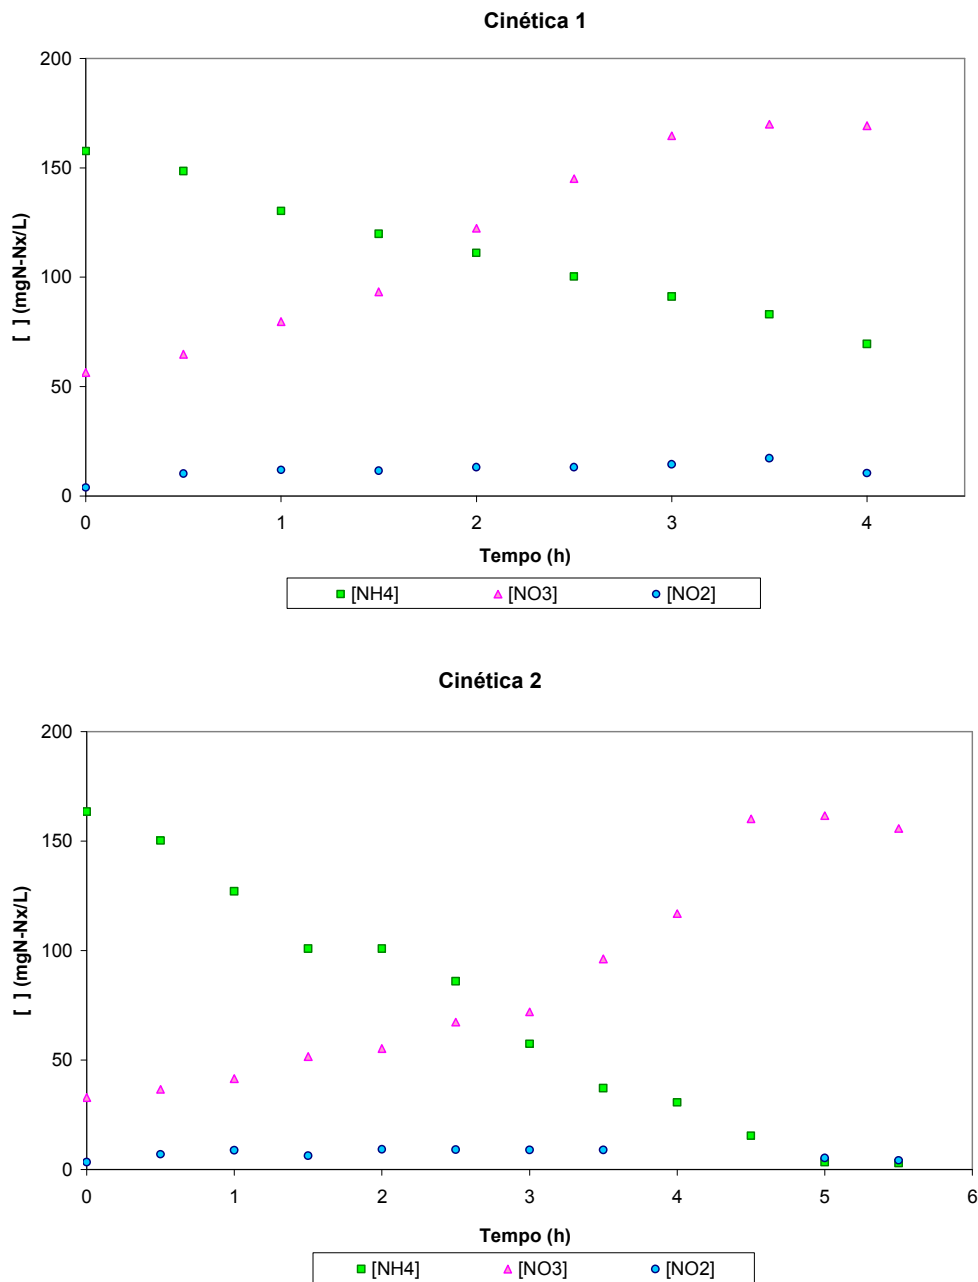 Cinética 1
[ ] (mgN-Nx/L)
200
150
100
50
0
0 1 2 3 4
Tempo (h)
[NH4] [NO3] [NO2]
Cinética 2
[ ] (mgN-Nx/L)
200
150
100
50
0
0 1 2 3 4 5 6
Tempo (h)
[NH4] [NO3] [NO2]